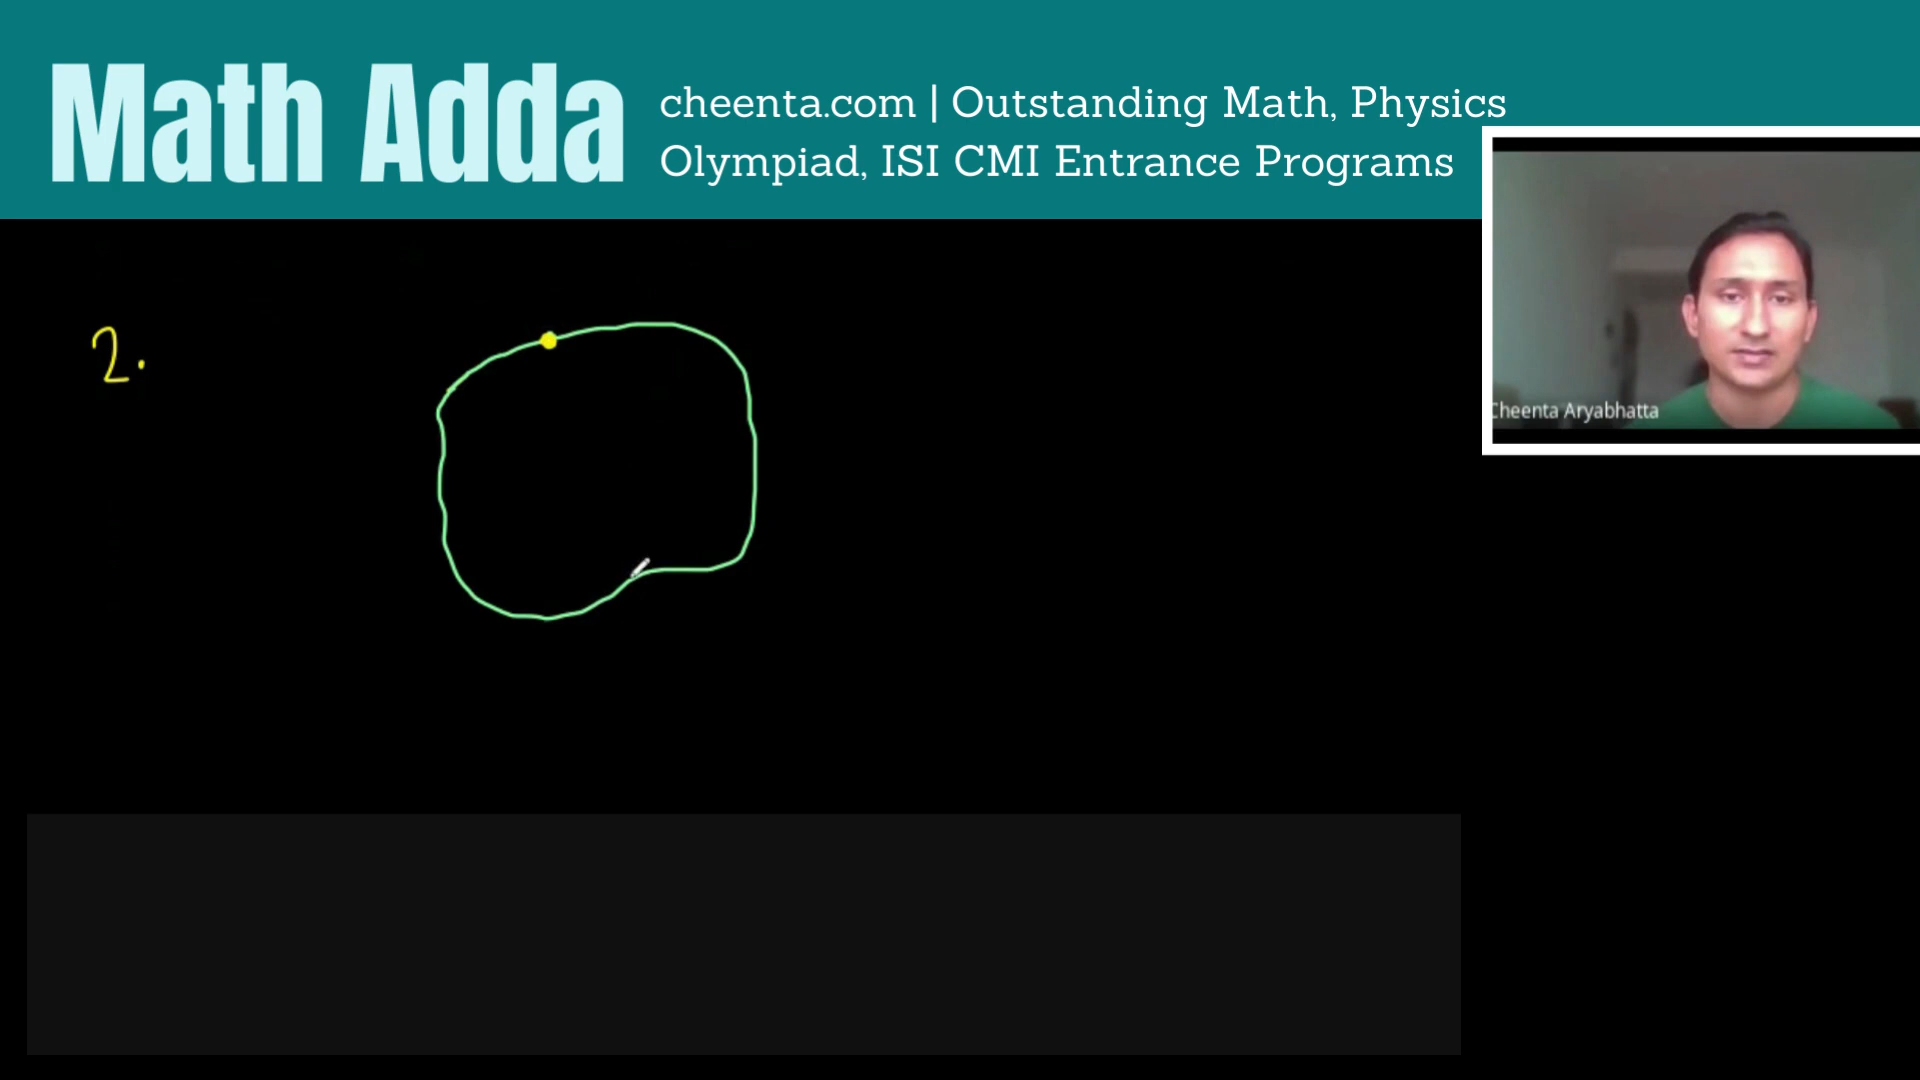 Math Adda
cheenta.com | Outstanding Math, Physics
Olympiad, ISI CMI Entrance Programs
Cheenta Aryabhatta
2.